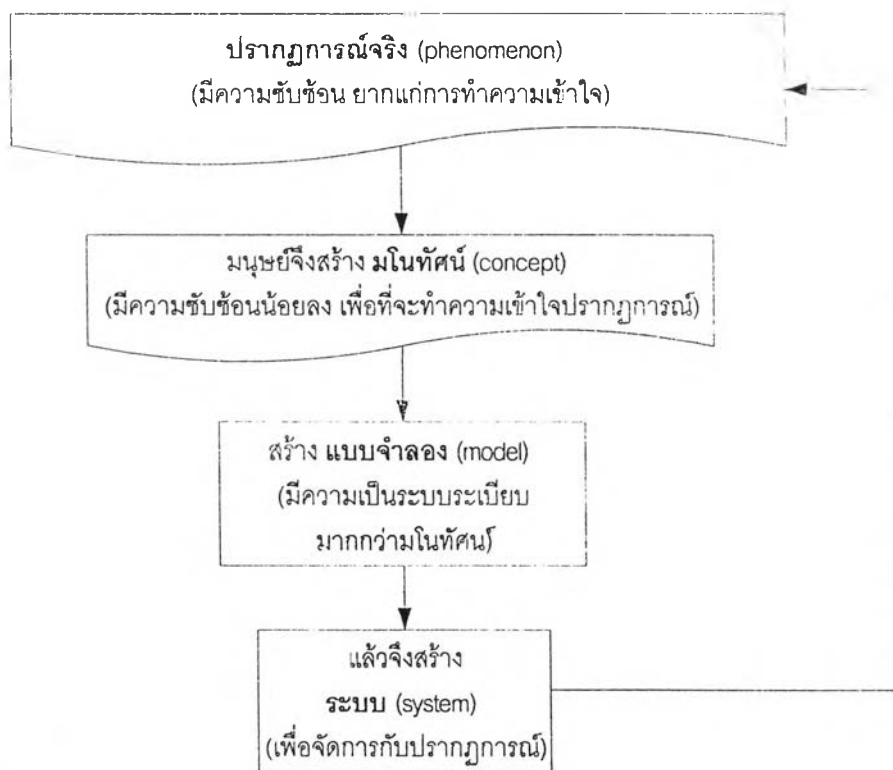 ปรากฏการณ์จริง (phenomenon)
(มีความซับซ้อน ยากแก่การทำความเข้าใจ)
มนุษย์จึงสร้าง มโนทัศน์ (concept)
(มีความซับซ้อนน้อยลง เพื่อที่จะทำความเข้าใจปรากฏการณ์)
สร้าง แบบจำลอง (model)
(มีความเป็นระบบระเบียบ
มากกว่ามโนทัศน์)
แล้วจึงสร้าง
ระบบ (system)
(เพื่อจัดการกับปรากฏการณ์)